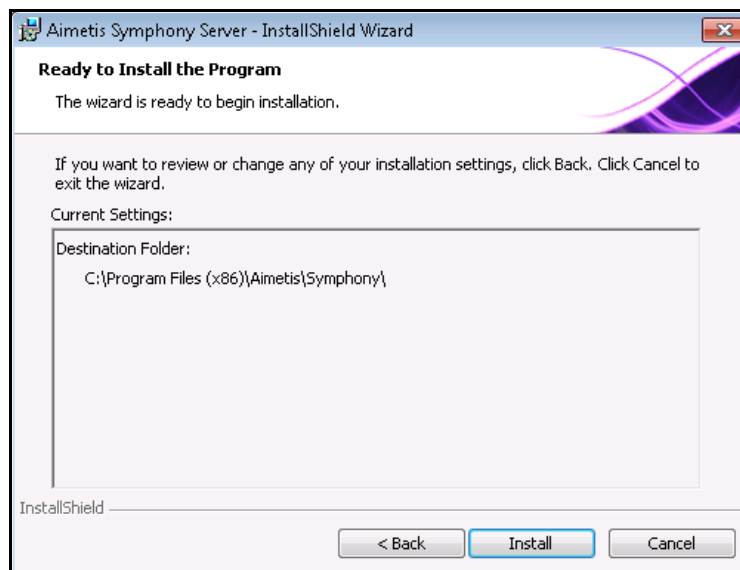 Aimetis Symphony Server - InstallShield Wizard
Ready to Install the Program
The wizard is ready to begin installation.
If you want to review or change any of your installation settings, click Back. Click Cancel to
exit the wizard.
Current Settings:
Destination Folder:
C:\Program Files (x86)\Aimetis\Symphony\
InstallShield
< Back
Install
Cancel